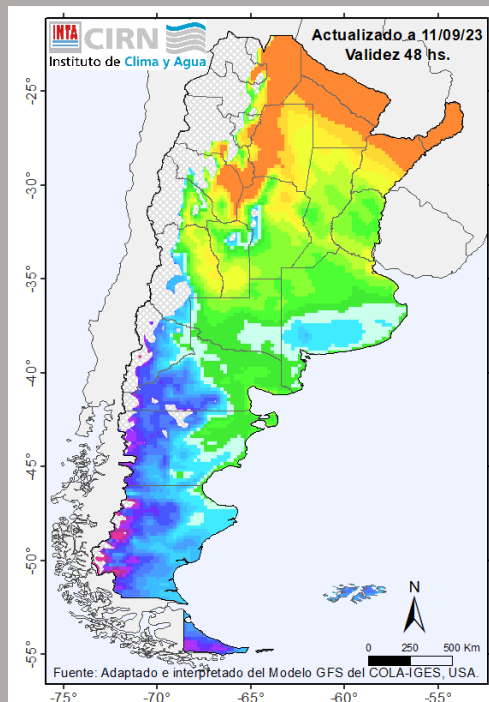 INTA CIRN
Instituto de Clima y Agua
Actualizado a 11/09/23
Validez 48 hs.
-25°
-30°
-35°
-40°
-45°
-50°
-55°
N
0 250 500 Km
Fuente: Adaptado e interpretado del Modelo GFS del COLA-IGES, USA.
-75° -70° -65° -60° -55°